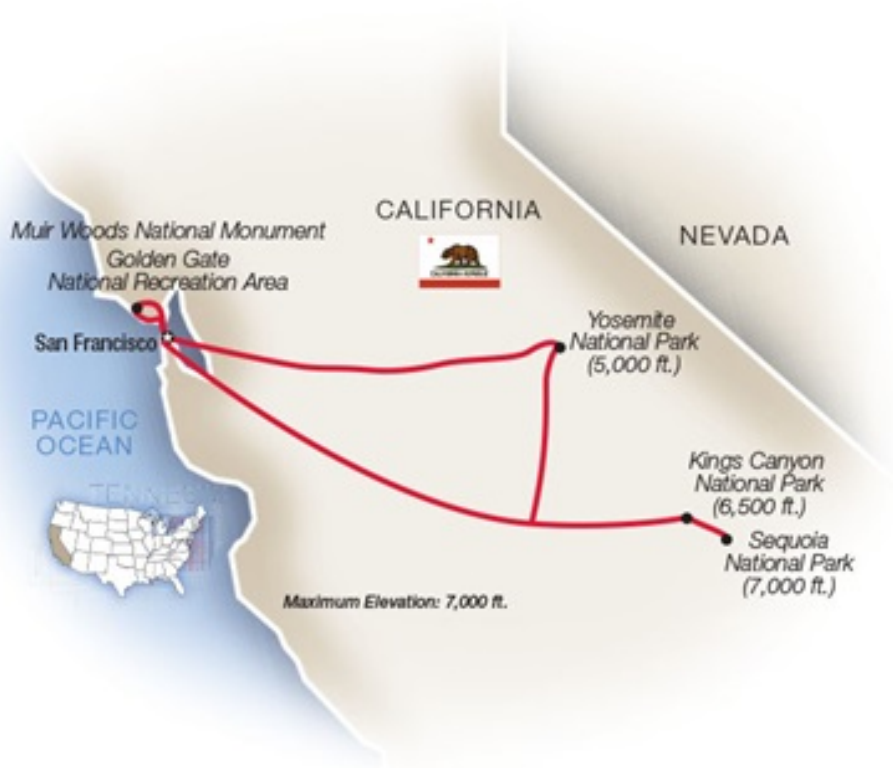 CALIFORNIA
NEVADA
Muir Woods National Monument
Golden Gate
National Recreation Area
San Francisco
Yosemite
National Park
(5,000 ft.)
PACIFIC
OCEAN
Kings Canyon
National Park
(6,500 ft.)
Sequoia
National Park
(7,000 ft.)
Maximum Elevation: 7,000 ft.